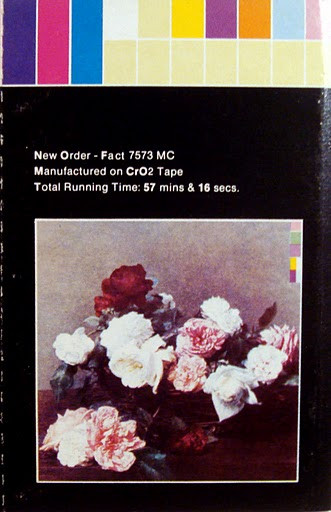 New Order - Fact 7573 MC
Manufactured on CrO2 Tape
Total Running Time: 57 mins & 16 secs.